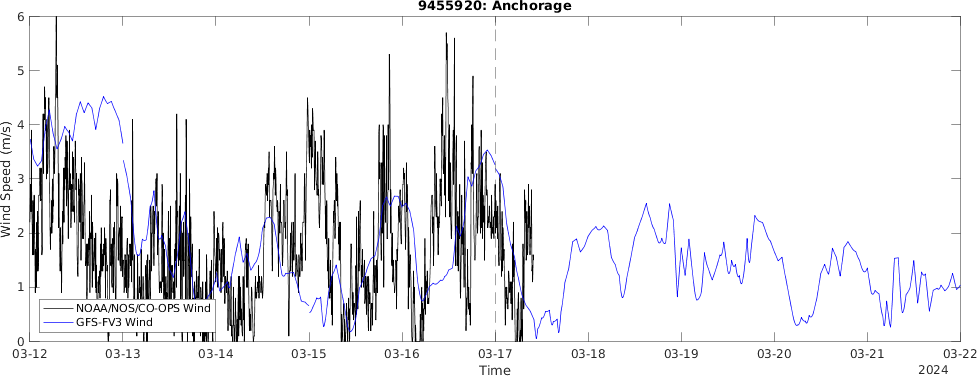 9455920: Anchorage
Wind Speed (m/s)
6
5
4
3
2
1
0
NOAA/NOS/CO-OPS Wind
GFS-FV3 Wind
03-12 03-13 03-14 03-15 03-16 03-17 03-18 03-19 03-20 03-21 03-22
Time
2024